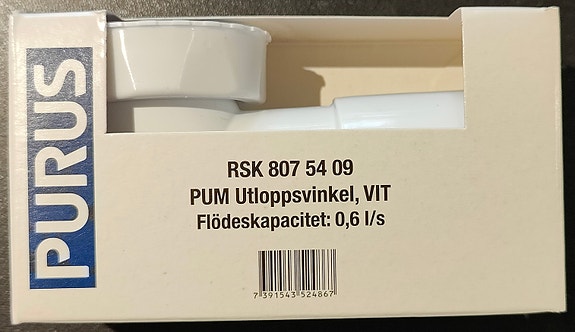 PURUS
RSK 807 54 09
PUM Utloppsvinkel, VIT
Flödeskapacitet: 0,6 l/s
7 391543 524867